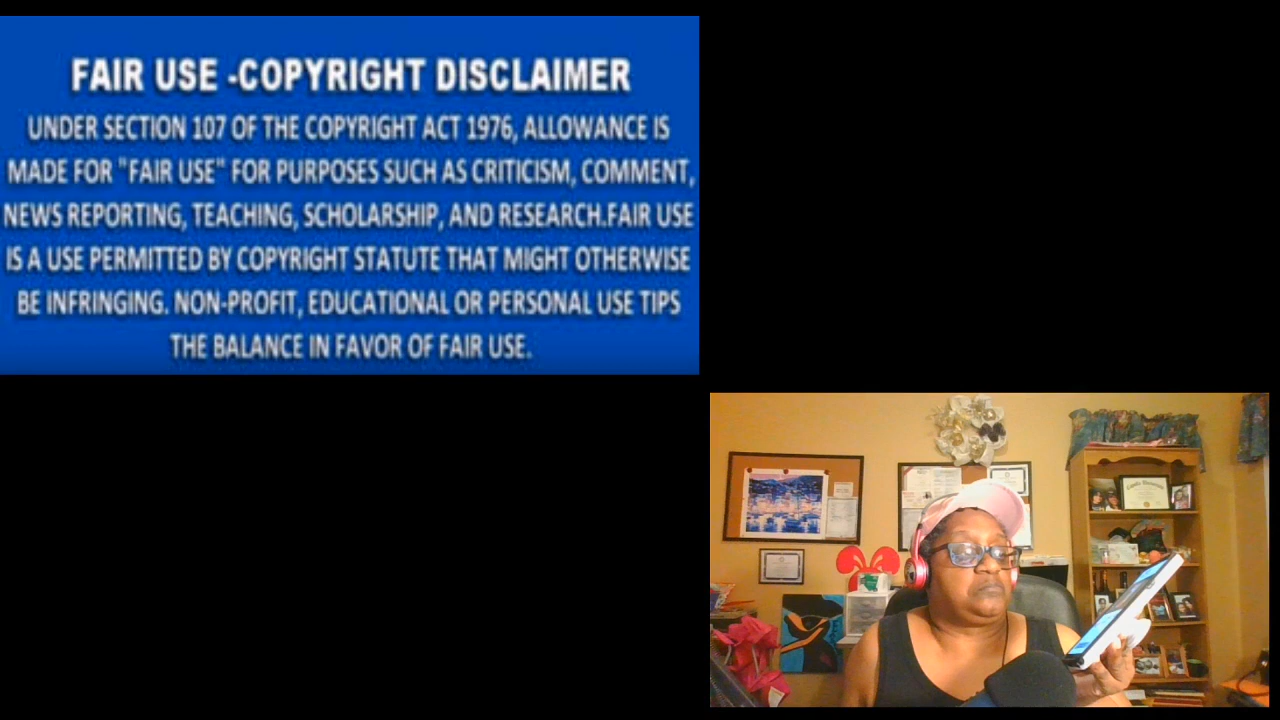 FAIR USE -COPYRIGHT DISCLAIMER
UNDER SECTION 107 OF THE COPYRIGHT ACT 1976, ALLOWANCE IS
MADE FOR "FAIR USE" FOR PURPOSES SUCH AS CRITICISM, COMMENT,
NEWS REPORTING, TEACHING, SCHOLARSHIP, AND RESEARCH.FAIR USE
IS A USE PERMITTED BY COPYRIGHT STATUTE THAT MIGHT OTHERWISE
BE INFRINGING. NON-PROFIT, EDUCATIONAL OR PERSONAL USE TIPS
THE BALANCE IN FAVOR OF FAIR USE.